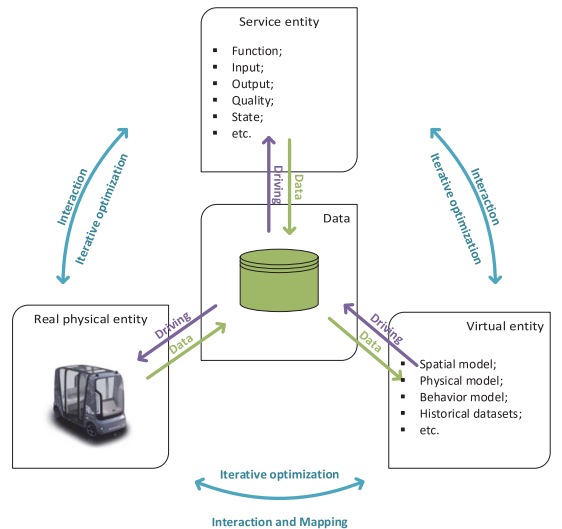 Service entity
▪ Function;
▪ Input;
▪ Output;
▪ Quality;
▪ State;
▪ etc.
Interaction
Iterative optimization
Interaction
Iterative optimization
Driving
Data
Data
Real physical entity
Driving
Data
Driving
Data
Virtual entity
▪ Spatial model;
▪ Physical model;
▪ Behavior model;
▪ Historical datasets;
▪ etc.
Iterative optimization
Interaction and Mapping